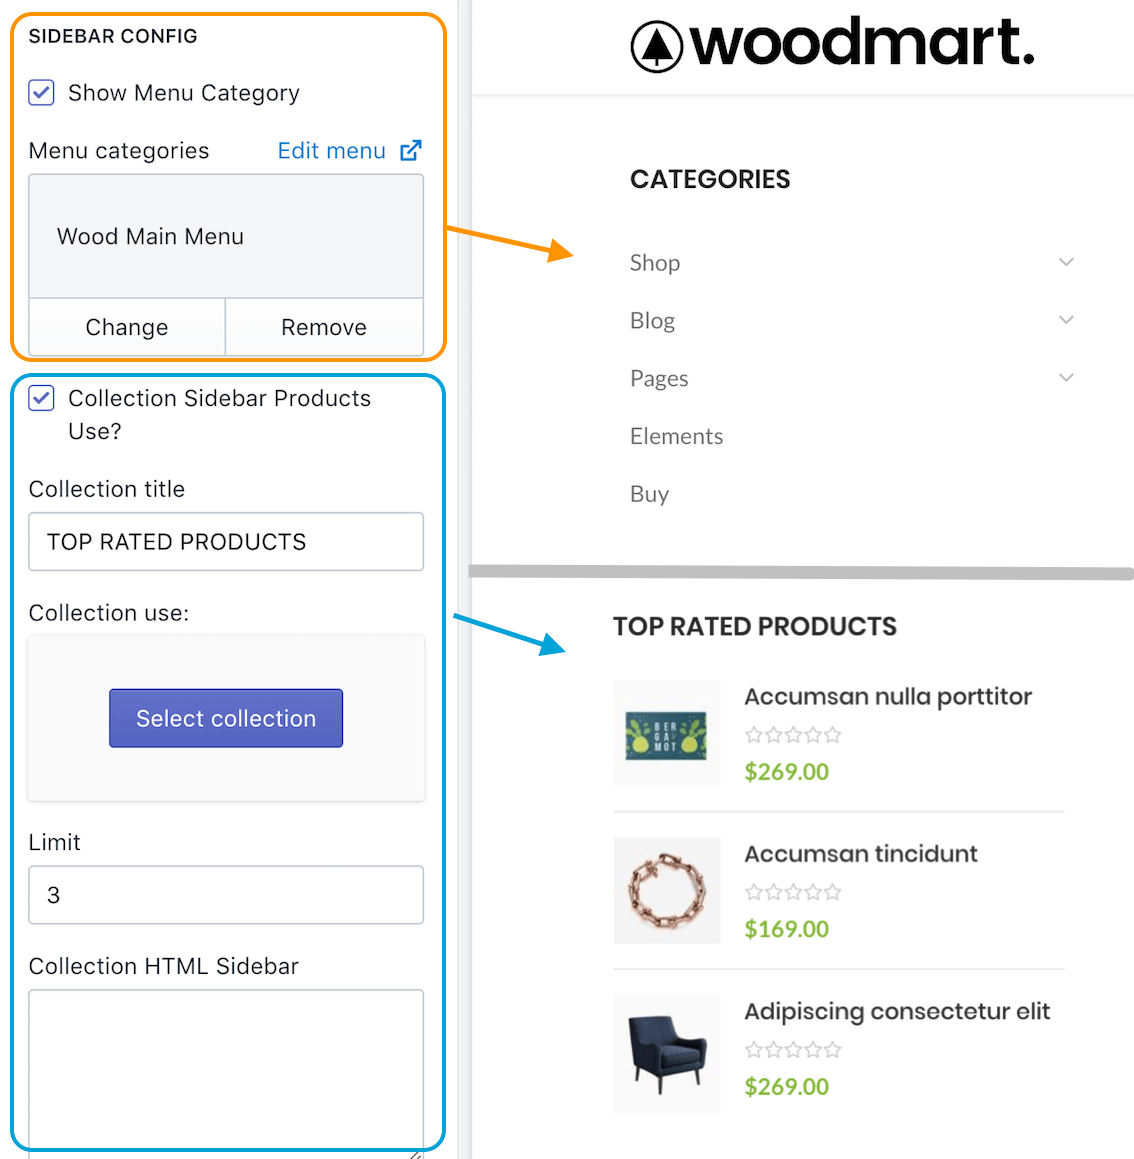 SIDEBAR CONFIG
Show Menu Category
Menu categories
Edit menu
Wood Main Menu
Change
Remove
Collection Sidebar Products
Use?
Collection title
TOP RATED PRODUCTS
Collection use:
Select collection
Limit
3
Collection HTML Sidebar
woodmart.
CATEGORIES
Shop
Blog
Pages
Elements
Buy
TOP RATED PRODUCTS
BER
GA
MOT
Accumsan nulla porttitor
$269.00
Accumsan tincidunt
$169.00
Adipiscing consectetur elit
$269.00